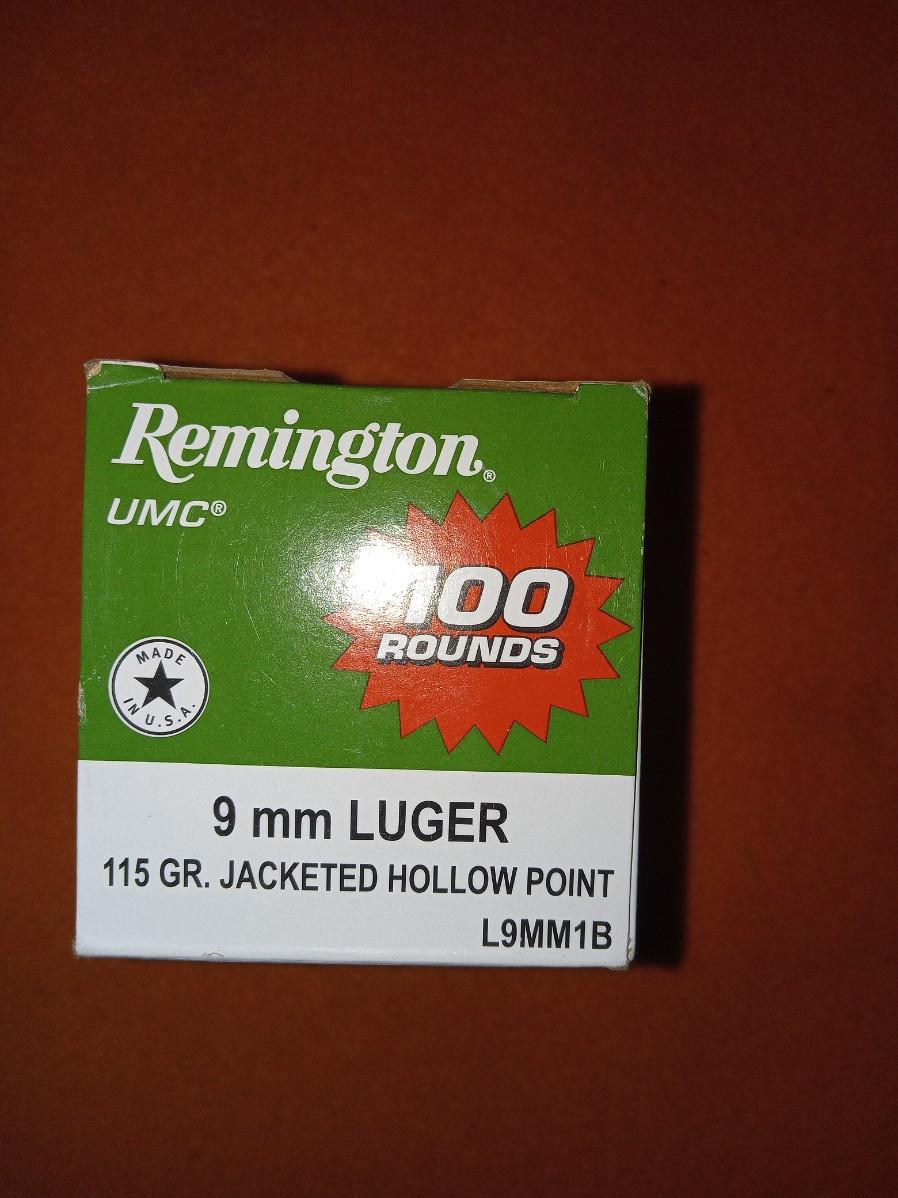 Remington®
UMC®
100
ROUNDS
MADE
IN U.S.A.
9 mm LUGER
115 GR. JACKETED HOLLOW POINT
L9MM1B